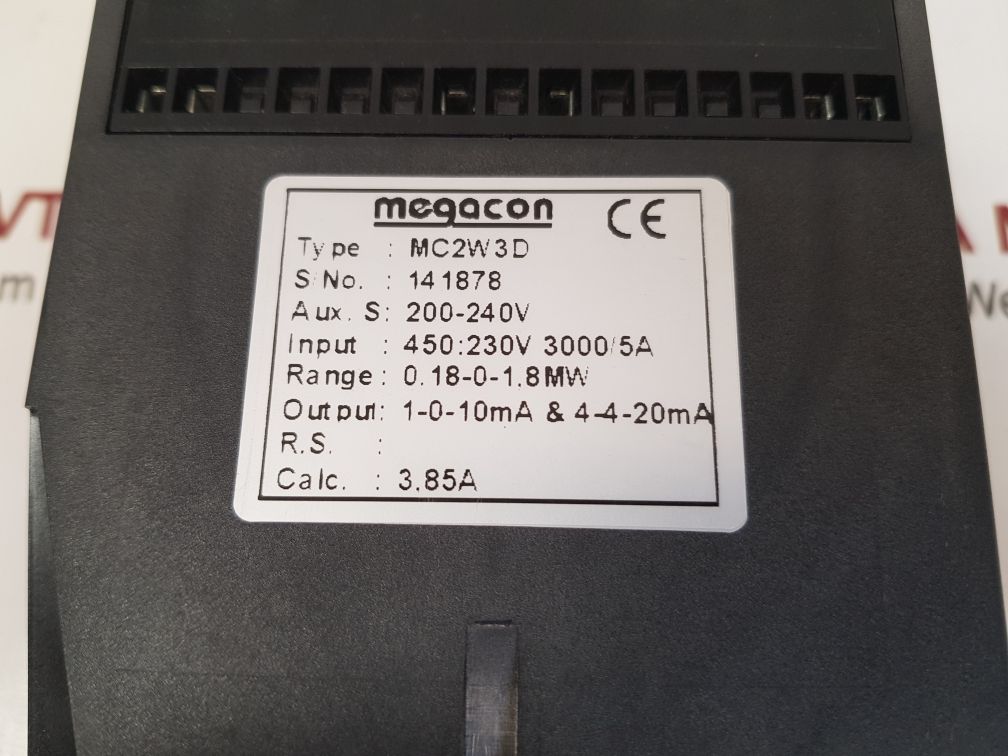 megacon CE
Type : MC2W3D
S/No. : 141878
Aux. S: 200-240V
Input : 450:230V 3000/5A
Range: 0.18-0-1.8MW
Output: 1-0-10mA & 4-4-20mA
R.S. :
Calc. : 3.85A